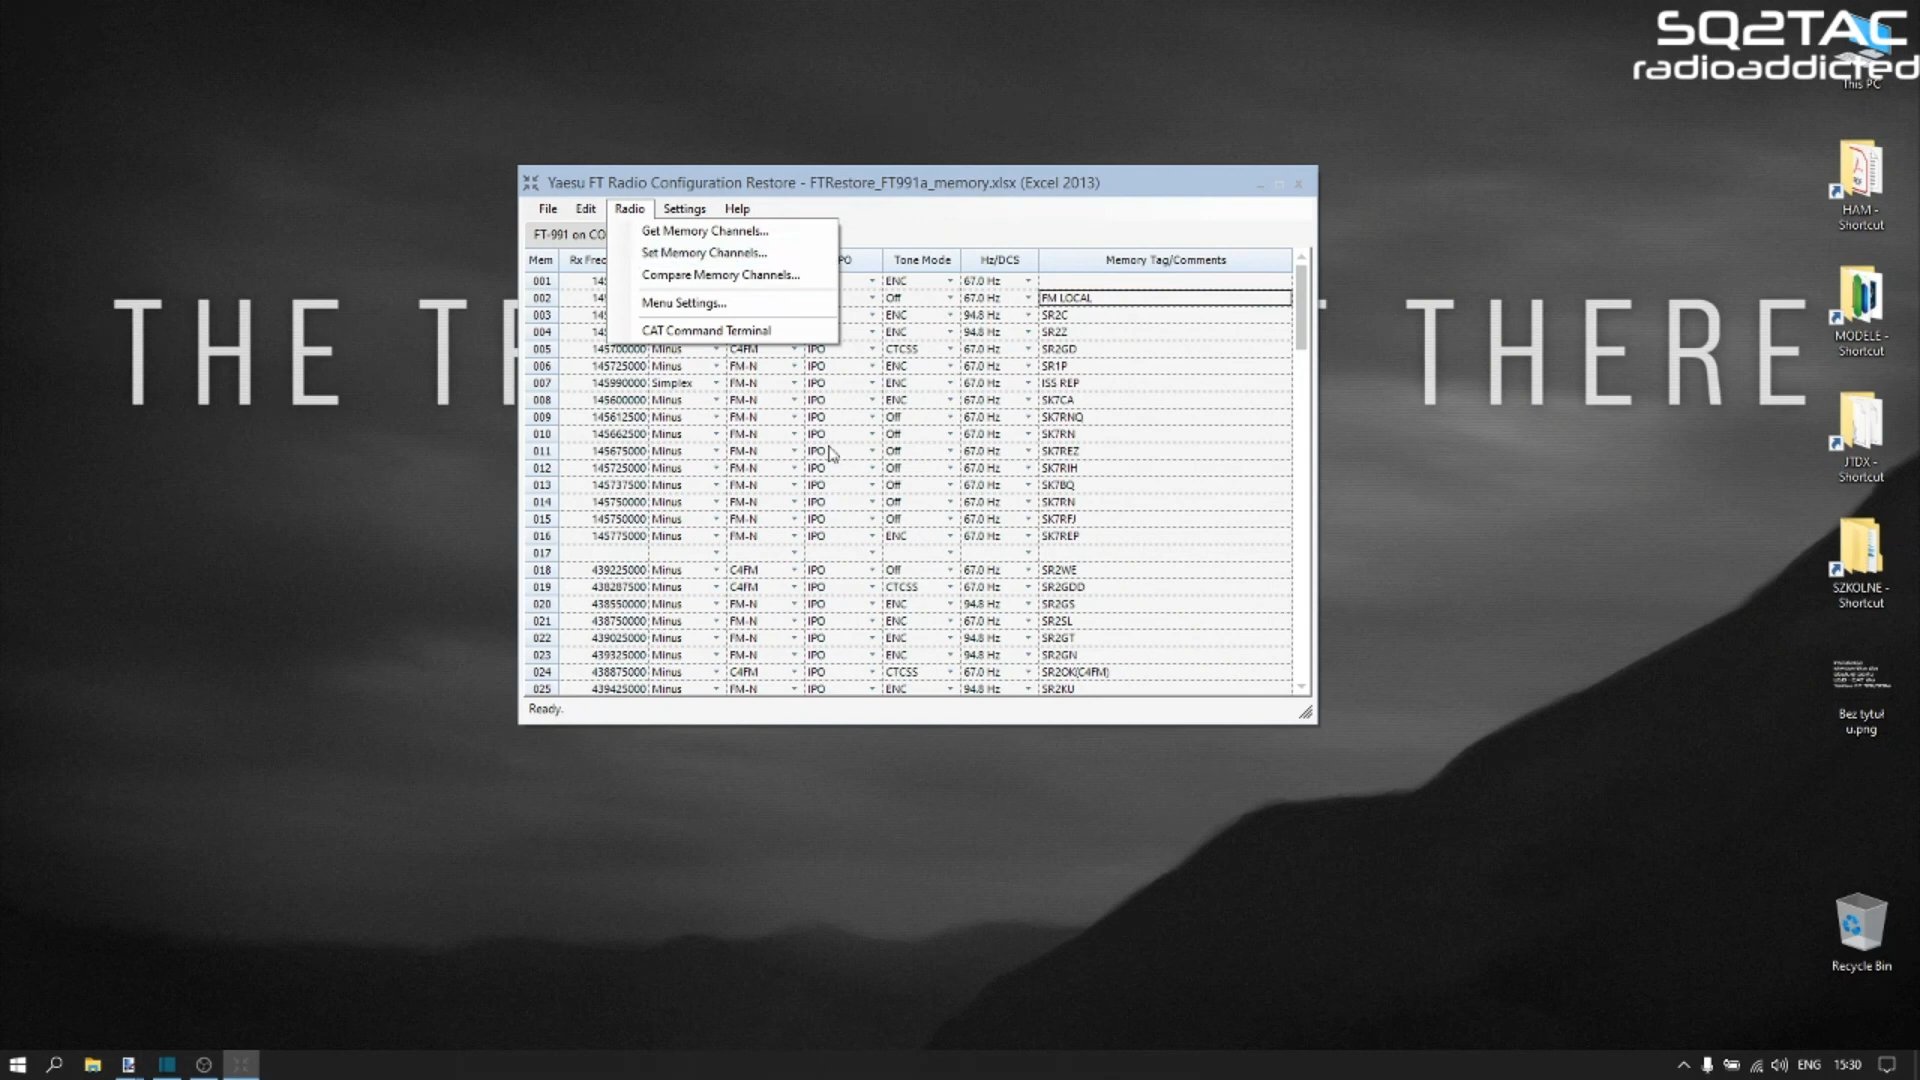 SQ2TAC
radioaddicted
This PC
HAM -
Shortcut
MODELE -
Shortcut
JTDX -
Shortcut
SZKOLNE -
Shortcut
Bez tytuł
u.png
Recycle Bin
THE T
THERE
Yaesu FT Radio Configuration Restore - FTRestore_FT991a_memory.xlsx (Excel 2013)
File Edit Radio Settings Help
FT-991 on CO
Get Memory Channels...
Set Memory Channels...
Compare Memory Channels...
Menu Settings...
CAT Command Terminal
Mem Rx Freq PO Tone Mode Hz/DCS Memory Tag/Comments
001 145 ENC 67.0 Hz
002 145 Off 67.0 Hz FM LOCAL
003 145 ENC 94.8 Hz SR2C
004 145 ENC 94.8 Hz SR2Z
005 145700000 Minus C4FM IPO CTCSS 67.0 Hz SR2GD
006 145725000 Minus FM-N IPO ENC 67.0 Hz SR1P
007 145990000 Simplex FM-N IPO ENC 67.0 Hz ISS REP
008 145600000 Minus FM-N IPO ENC 67.0 Hz SK7CA
009 145612500 Minus FM-N IPO Off 67.0 Hz SK7RNQ
010 145662500 Minus FM-N IPO Off 67.0 Hz SK7RN
011 145675000 Minus FM-N IPO Off 67.0 Hz SK7REZ
012 145725000 Minus FM-N IPO Off 67.0 Hz SK7RIH
013 145737500 Minus FM-N IPO Off 67.0 Hz SK7BQ
014 145750000 Minus FM-N IPO Off 67.0 Hz SK7RN
015 145750000 Minus FM-N IPO Off 67.0 Hz SK7RFJ
016 145775000 Minus FM-N IPO ENC 67.0 Hz SK7REP
017
018 439225000 Minus C4FM IPO Off 67.0 Hz SR2WE
019 438287500 Minus C4FM IPO CTCSS 67.0 Hz SR2GDD
020 438550000 Minus FM-N IPO ENC 94.8 Hz SR2GS
021 438750000 Minus FM-N IPO ENC 67.0 Hz SR2SL
022 439025000 Minus FM-N IPO ENC 94.8 Hz SR2GT
023 439325000 Minus FM-N IPO ENC 94.8 Hz SR2GN
024 438875000 Minus C4FM IPO CTCSS 67.0 Hz SR2OK(C4FM)
025 439425000 Minus FM-N IPO ENC 94.8 Hz SR2KU
Ready.
ENG 15:30